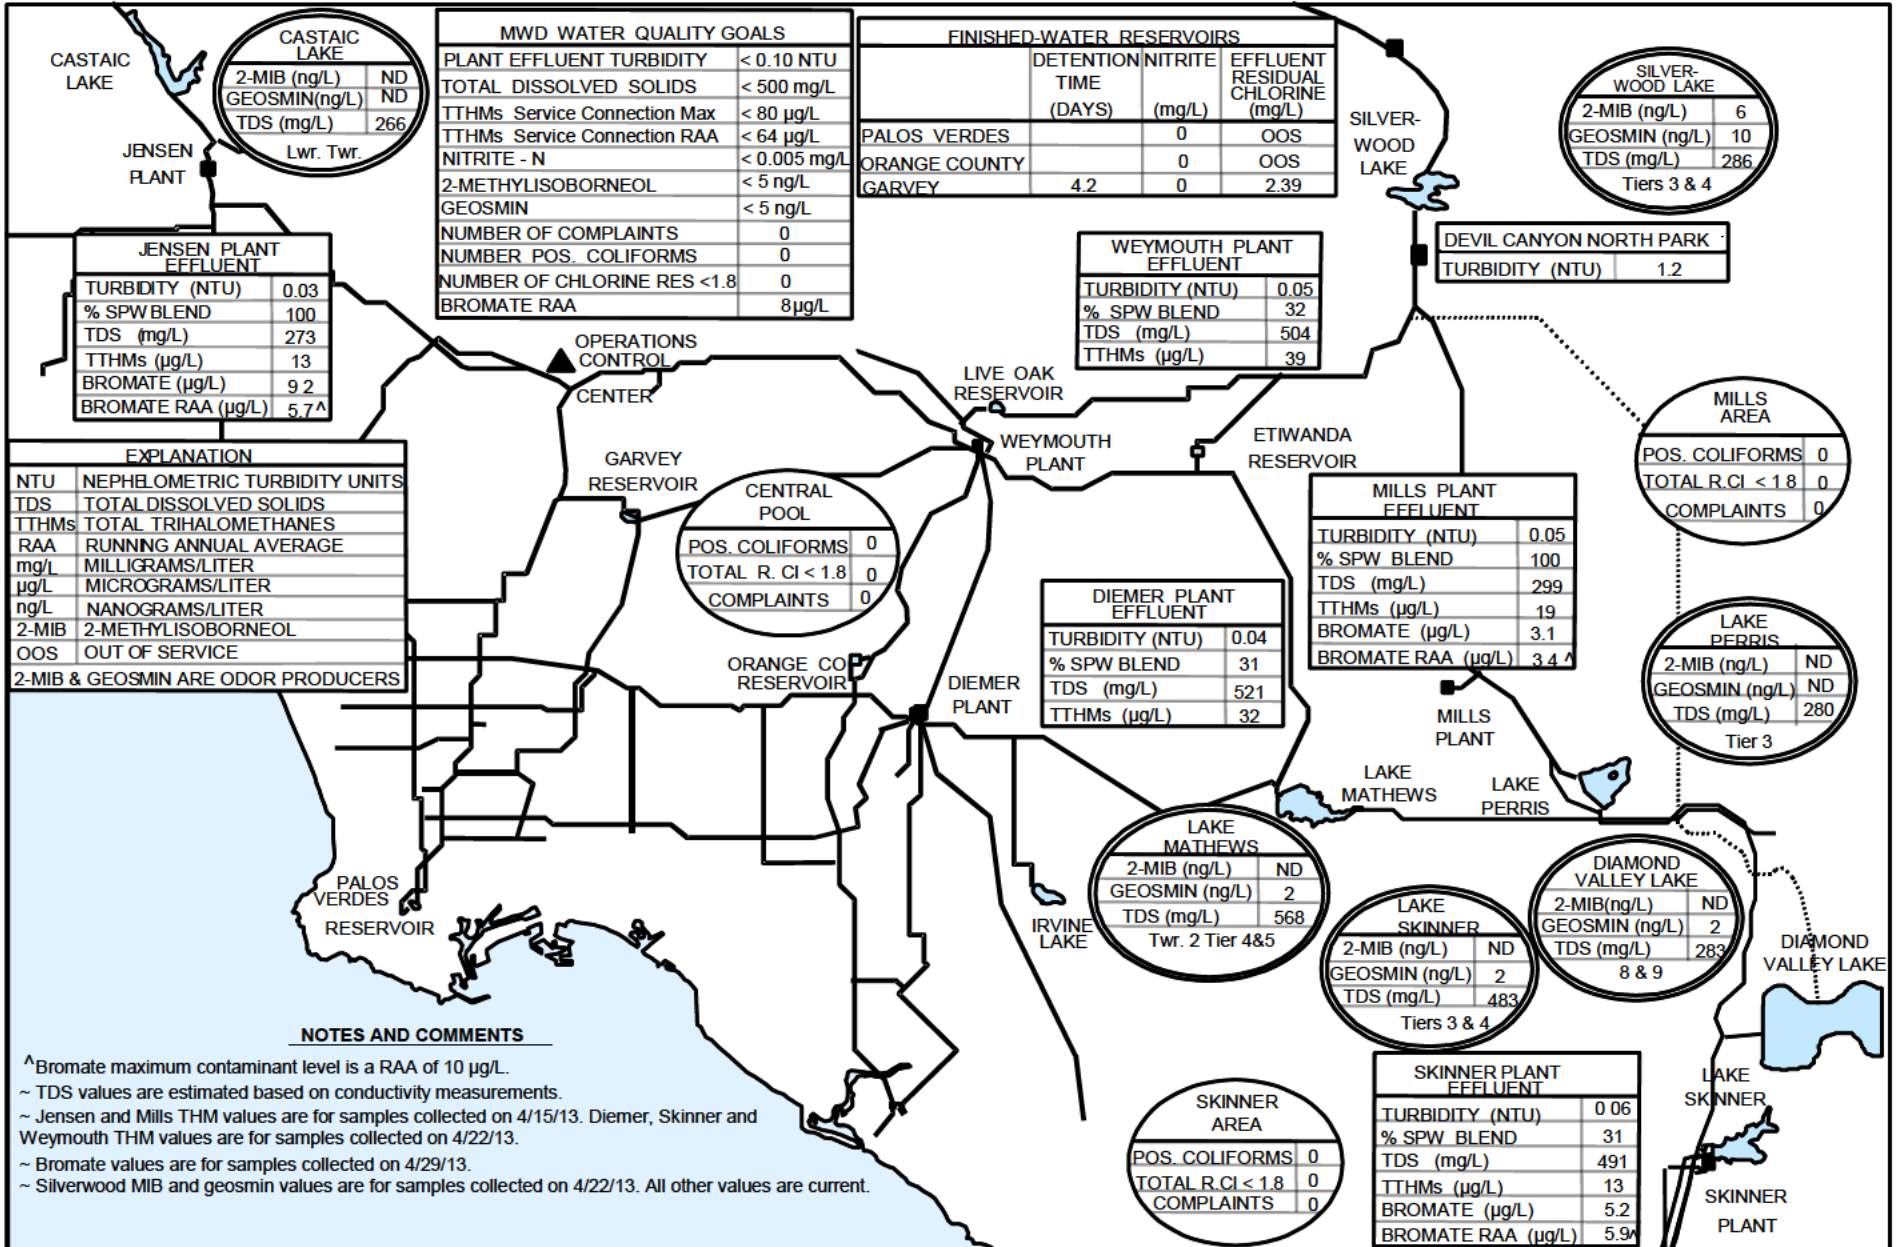 CASTAIC
LAKE
CASTAIC
LAKE
2-MIB (ng/L) ND
GEOSMIN(ng/L) ND
TDS (mg/L) 266
Lwr. Twr.
JENSEN
PLANT
MWD WATER QUALITY GOALS
PLANT EFFLUENT TURBIDITY < 0.10 NTU
TOTAL DISSOLVED SOLIDS < 500 mg/L
TTHMs Service Connection Max < 80 µg/L
TTHMs Service Connection RAA < 64 µg/L
NITRITE - N < 0.005 mg/L
2-METHYLISOBORNEOL < 5 ng/L
GEOSMIN < 5 ng/L
NUMBER OF COMPLAINTS 0
NUMBER POS. COLIFORMS 0
NUMBER OF CHLORINE RES <1.8 0
BROMATE RAA 8µg/L
FINISHED-WATER RESERVOIRS
DETENTION NITRITE EFFLUENT
TIME RESIDUAL
CHLORINE
(DAYS) (mg/L) (mg/L)
PALOS VERDES 0 OOS
ORANGE COUNTY 0 OOS
GARVEY 4.2 0 2.39
SILVER-
WOOD
LAKE
SILVER-
WOOD LAKE
2-MIB (ng/L) 6
GEOSMIN (ng/L) 10
TDS (mg/L) 286
Tiers 3 & 4
DEVIL CANYON NORTH PARK
TURBIDITY (NTU) 1.2
JENSEN PLANT
EFFLUENT
TURBIDITY (NTU) 0.03
% SPW BLEND 100
TDS (mg/L) 273
TTHMs (µg/L) 13
BROMATE (µg/L) 9 2
BROMATE RAA (µg/L) 5.7^
WEYMOUTH PLANT
EFFLUENT
TURBIDITY (NTU) 0.05
% SPW BLEND 32
TDS (mg/L) 504
TTHMs (µg/L) 39
OPERATIONS
CONTROL
CENTER
LIVE OAK
RESERVOIR
WEYMOUTH
PLANT
ETIWANDA
RESERVOIR
GARVEY
RESERVOIR
MILLS
AREA
POS. COLIFORMS 0
TOTAL R.CI < 1 8 0
COMPLAINTS 0
EXPLANATION
NTU NEPHELOMETRIC TURBIDITY UNITS
TDS TOTAL DISSOLVED SOLIDS
TTHMs TOTAL TRIHALOMETHANES
RAA RUNNING ANNUAL AVERAGE
mg/L MILLIGRAMS/LITER
µg/L MICROGRAMS/LITER
ng/L NANOGRAMS/LITER
2-MIB 2-METHYLISOBORNEOL
OOS OUT OF SERVICE
2-MIB & GEOSMIN ARE ODOR PRODUCERS
CENTRAL
POOL
POS. COLIFORMS 0
TOTAL R. CI < 1.8 0
COMPLAINTS 0
MILLS PLANT
EFFLUENT
TURBIDITY (NTU) 0.05
% SPW BLEND 100
TDS (mg/L) 299
TTHMs (µg/L) 19
BROMATE (µg/L) 3.1
BROMATE RAA (µg/L) 3 4 ^
DIEMER PLANT
EFFLUENT
TURBIDITY (NTU) 0.04
% SPW BLEND 31
TDS (mg/L) 521
TTHMs (µg/L) 32
LAKE
PERRIS
2-MIB (ng/L) ND
GEOSMIN (ng/L) ND
TDS (mg/L) 280
Tier 3
ORANGE CO
RESERVOIR
DIEMER
PLANT
MILLS
PLANT
LAKE
MATHEWS
LAKE
PERRIS
LAKE
MATHEWS
2-MIB (ng/L) ND
GEOSMIN (ng/L) 2
TDS (mg/L) 568
Twr. 2 Tier 4&5
DIAMOND
VALLEY LAKE
2-MIB(ng/L) ND
GEOSMIN (ng/L) 2
TDS (mg/L) 283
8 & 9
LAKE
SKINNER
2-MIB (ng/L) ND
GEOSMIN (ng/L) 2
TDS (mg/L) 483
Tiers 3 & 4
PALOS
VERDES
RESERVOIR
IRVINE
LAKE
DIAMOND
VALLEY LAKE
NOTES AND COMMENTS
^Bromate maximum contaminant level is a RAA of 10 µg/L.
~ TDS values are estimated based on conductivity measurements.
~ Jensen and Mills THM values are for samples collected on 4/15/13. Diemer, Skinner and
Weymouth THM values are for samples collected on 4/22/13.
~ Bromate values are for samples collected on 4/29/13.
~ Silverwood MIB and geosmin values are for samples collected on 4/22/13. All other values are current.
SKINNER
AREA
POS. COLIFORMS 0
TOTAL R.CI < 1.8 0
COMPLAINTS 0
SKINNER PLANT
EFFLUENT
TURBIDITY (NTU) 0 06
% SPW BLEND 31
TDS (mg/L) 491
TTHMs (µg/L) 13
BROMATE (µg/L) 5.2
BROMATE RAA (µg/L) 5.9^
LAKE
SKINNER
SKINNER
PLANT